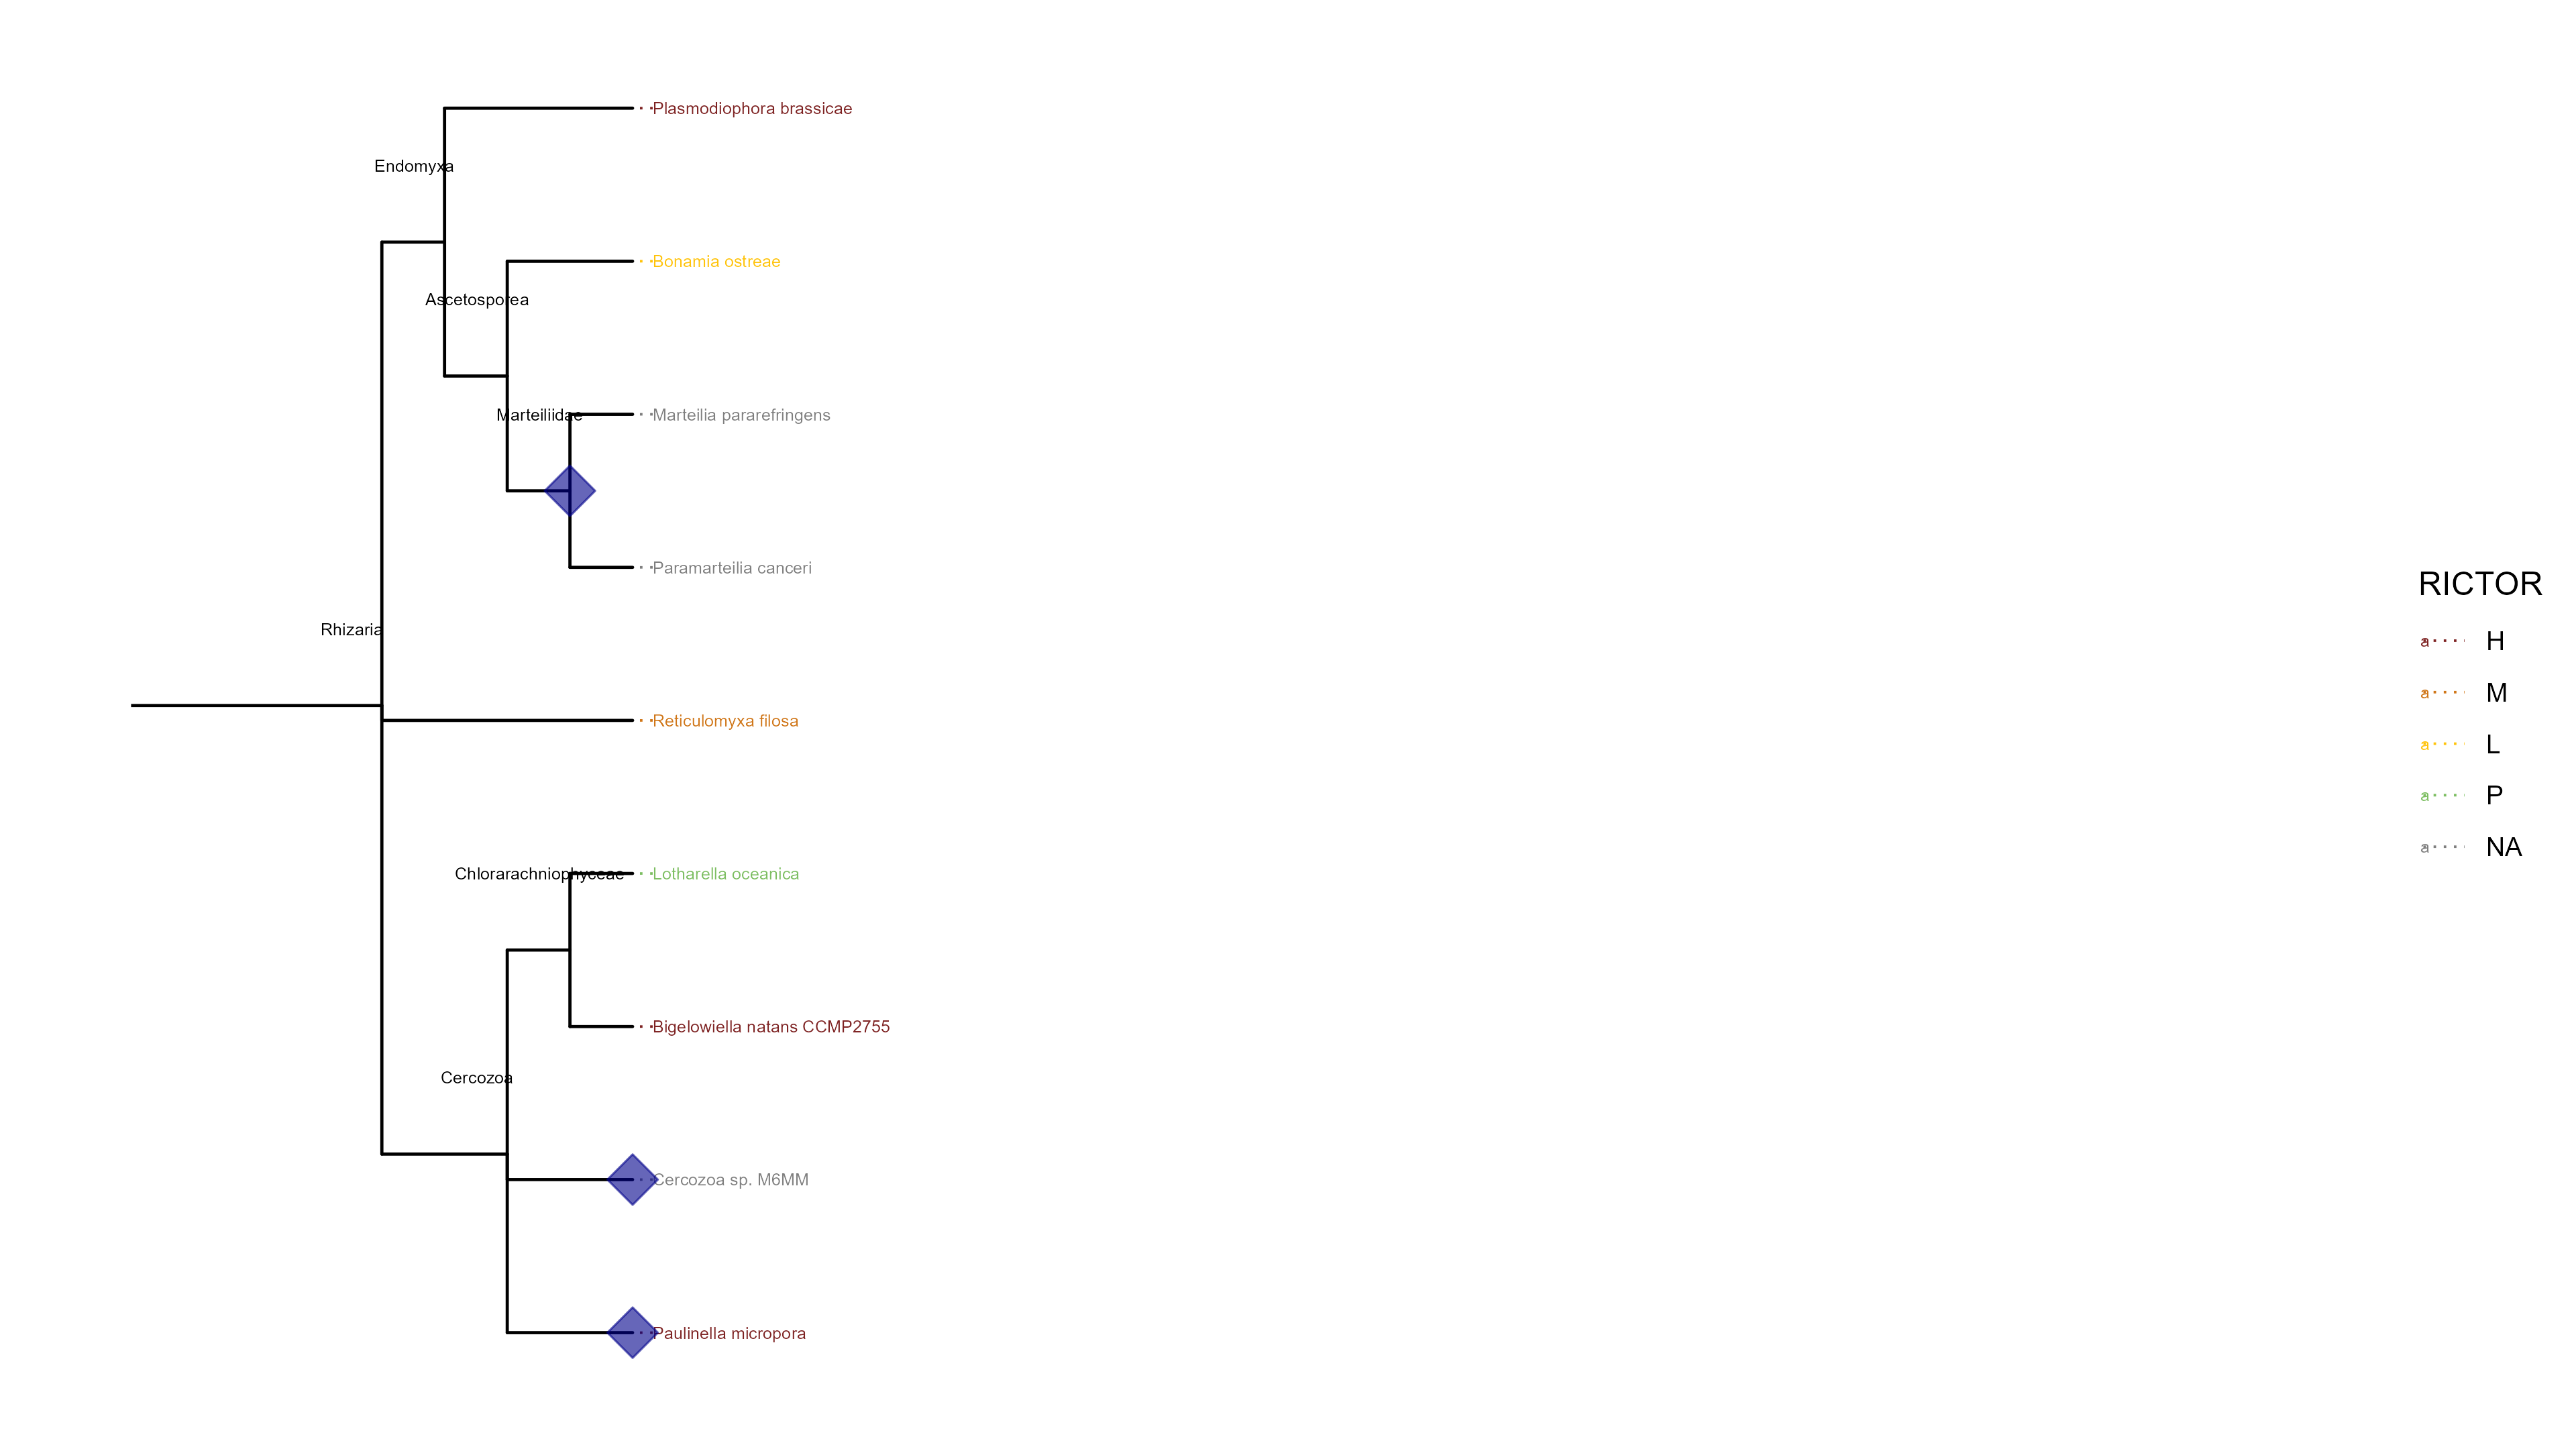 Plasmodiophora brassicae
Endomyxa
Bonamia ostreae
Ascetosporea
Marteiliidae
Marteilia pararefringens
Paramarteilia canceri
Rhizaria
Reticulomyxa filosa
Chlorarachniophyceae
Lotharella oceanica
Bigelowiella natans CCMP2755
Cercozoa
Cercozoa sp. M6MM
Paulinella micropora
RICTOR
a H
a M
a L
a P
a NA